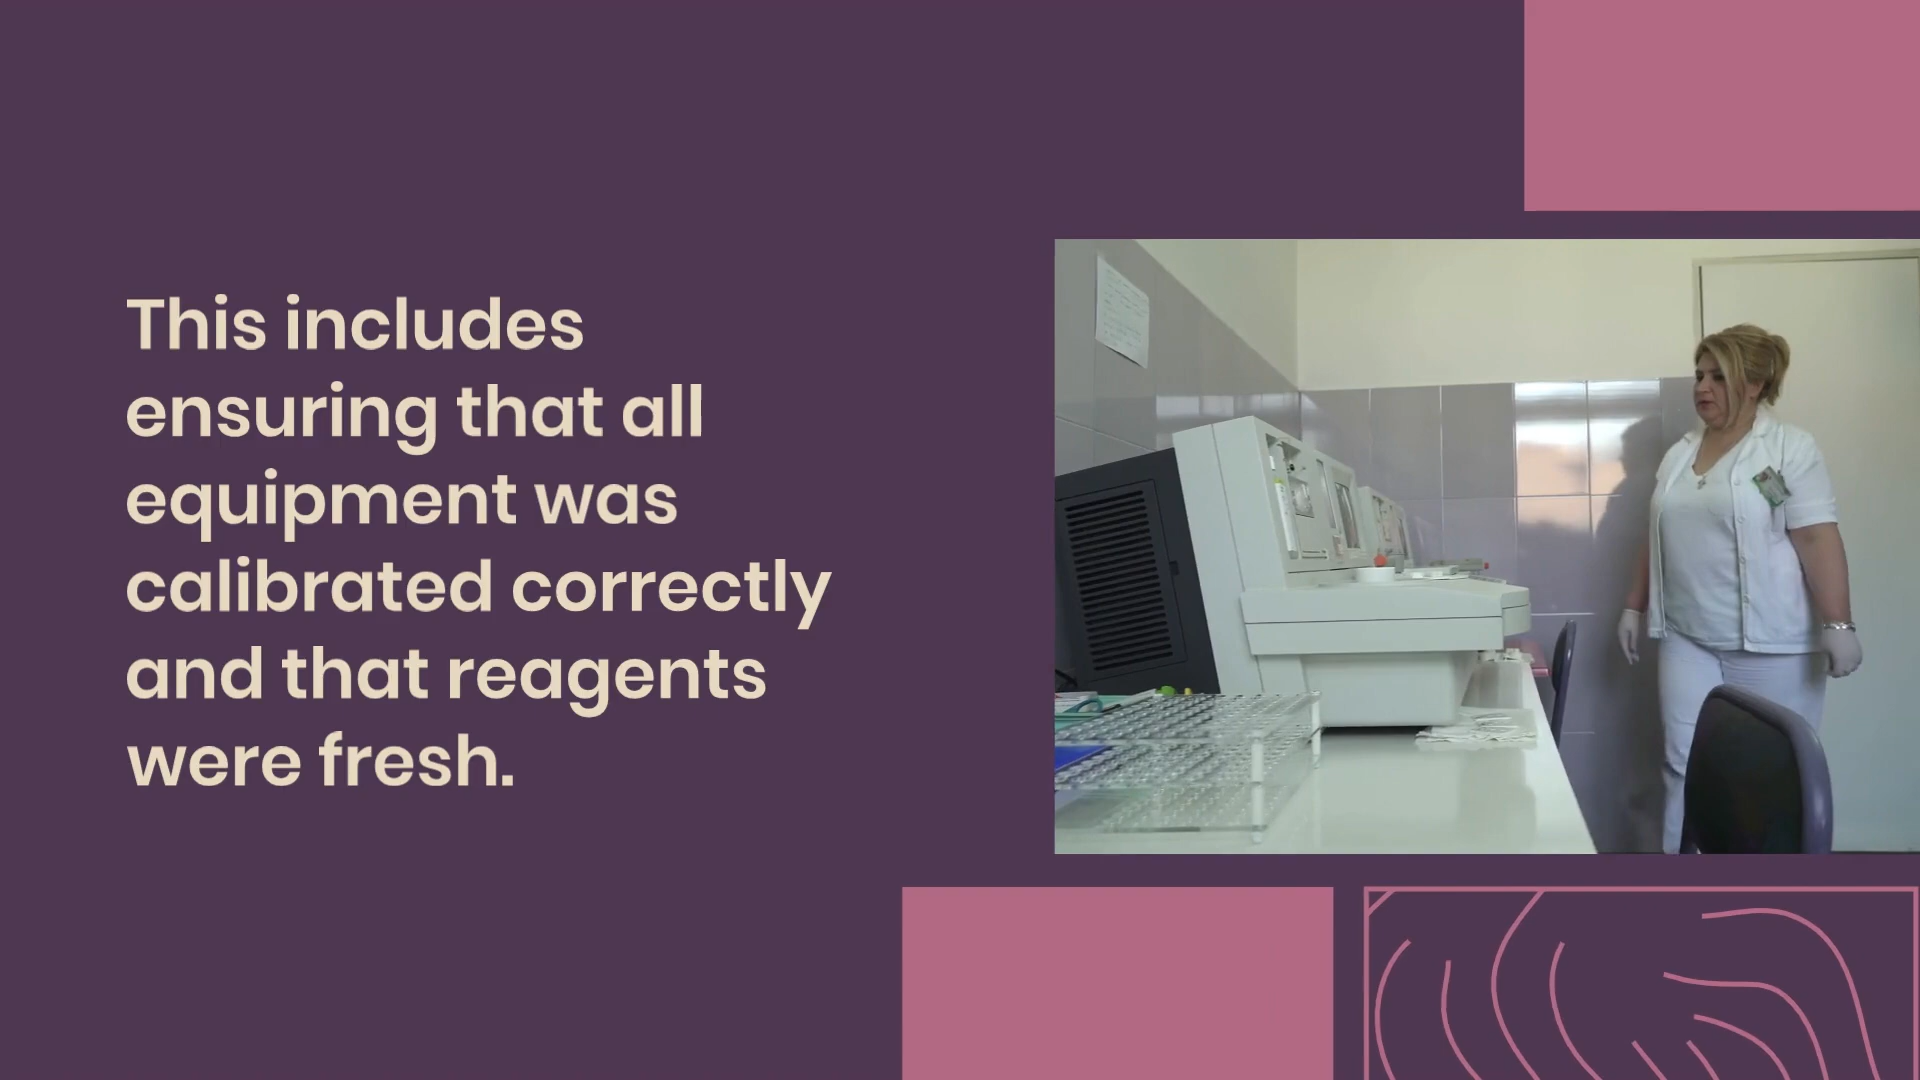 This includes
ensuring that all
equipment was
calibrated correctly
and that reagents
were fresh.